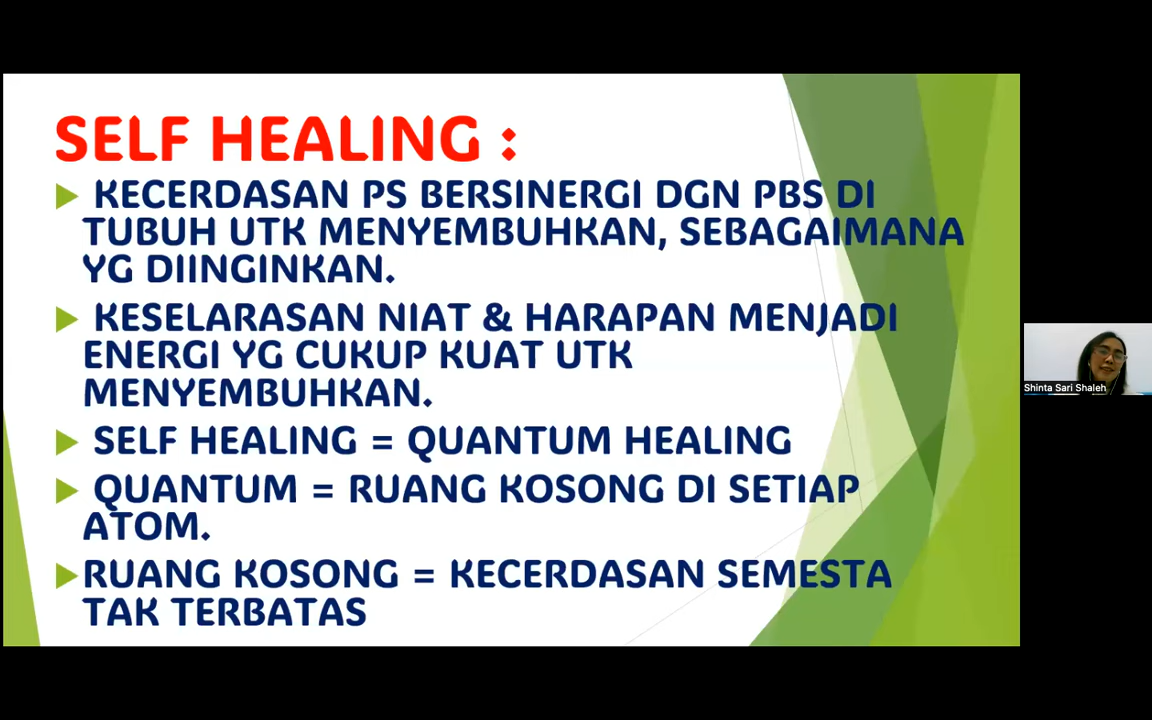 SELF HEALING :
KECERDASAN PS BERSINERGI DGN PBS DI
TUBUH UTK MENYEMBUHKAN, SEBAGAIMANA
YG DIINGINKAN.
KESELARASAN NIAT & HARAPAN MENJADI
ENERGI YG CUKUP KUAT UTK
MENYEMBUHKAN.
SELF HEALING = QUANTUM HEALING
QUANTUM = RUANG KOSONG DI SETIAP
ATOM.
RUANG KOSONG = KECERDASAN SEMESTA
TAK TERBATAS
Shinta Sari Shaleh